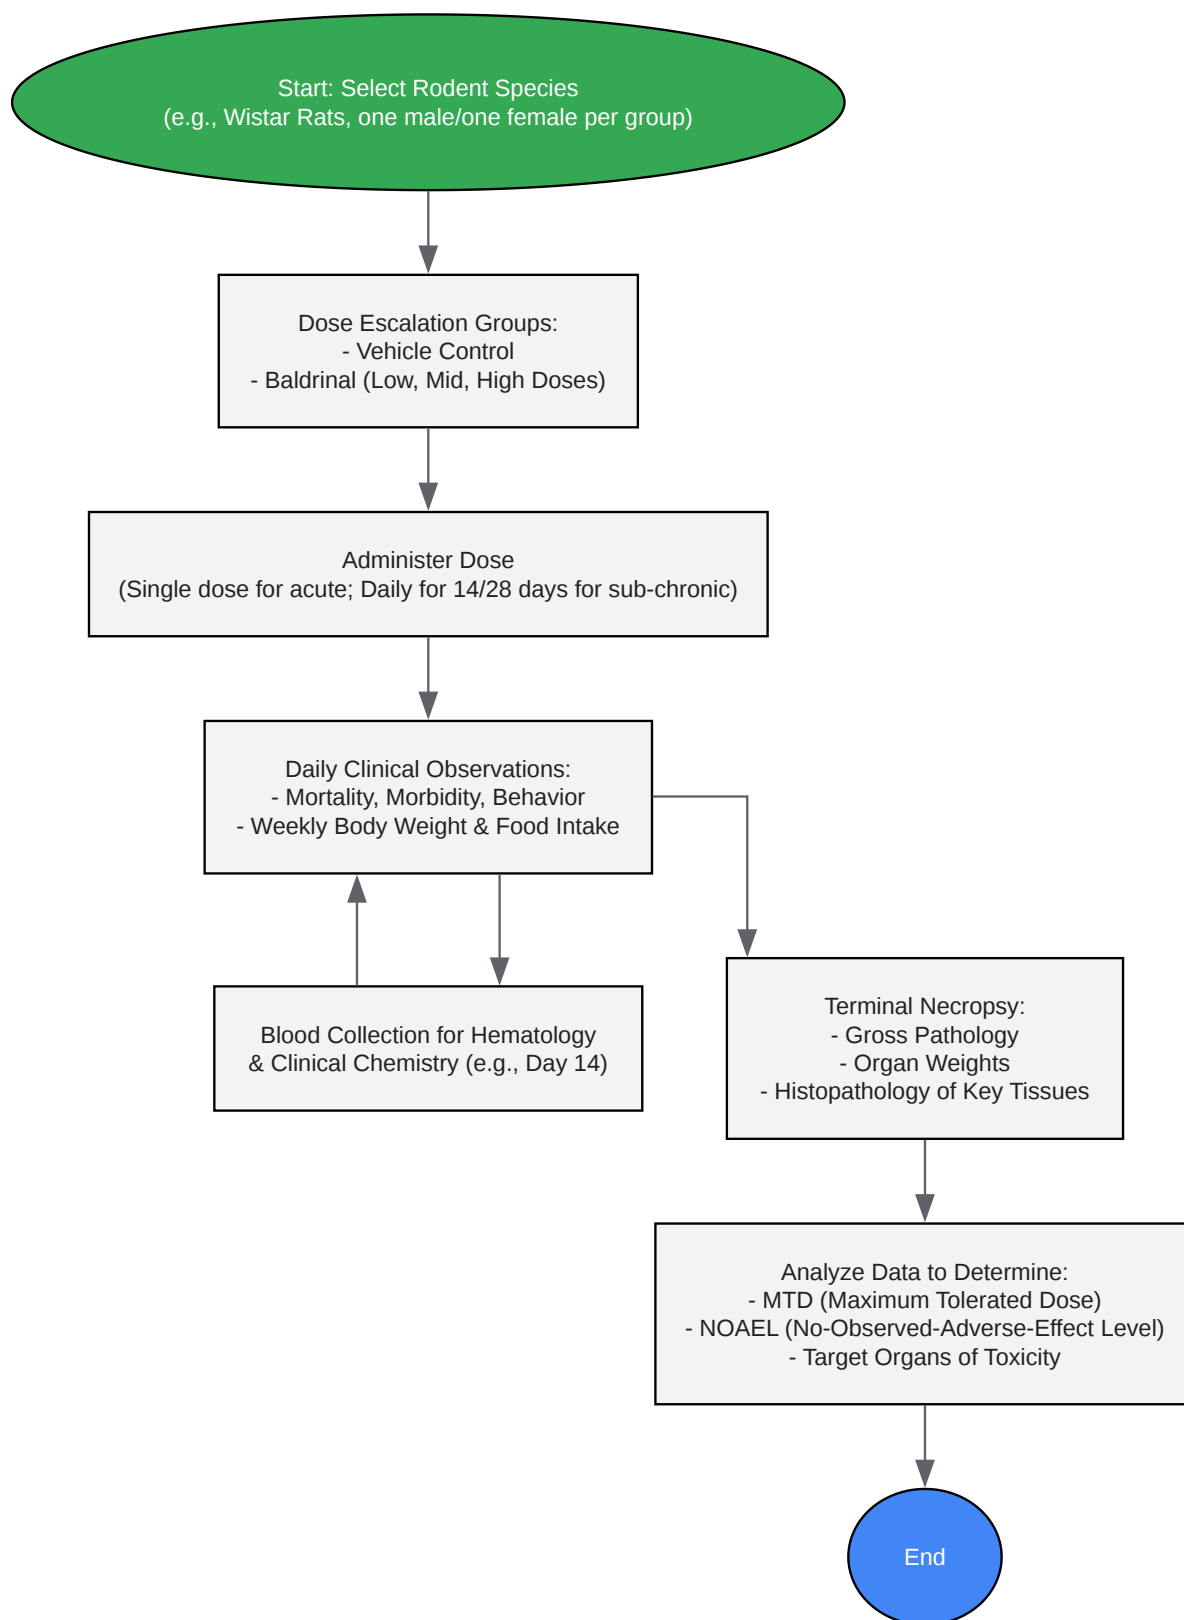 Start: Select Rodent Species
(e.g., Wistar Rats, one male/one female per group)
Dose Escalation Groups:
- Vehicle Control
- Baldrinal (Low, Mid, High Doses)
Administer Dose
(Single dose for acute; Daily for 14/28 days for sub-chronic)
Daily Clinical Observations:
- Mortality, Morbidity, Behavior
- Weekly Body Weight & Food Intake
Blood Collection for Hematology
& Clinical Chemistry (e.g., Day 14)
Terminal Necropsy:
- Gross Pathology
- Organ Weights
- Histopathology of Key Tissues
Analyze Data to Determine:
- MTD (Maximum Tolerated Dose)
- NOAEL (No-Observed-Adverse-Effect Level)
- Target Organs of Toxicity
End